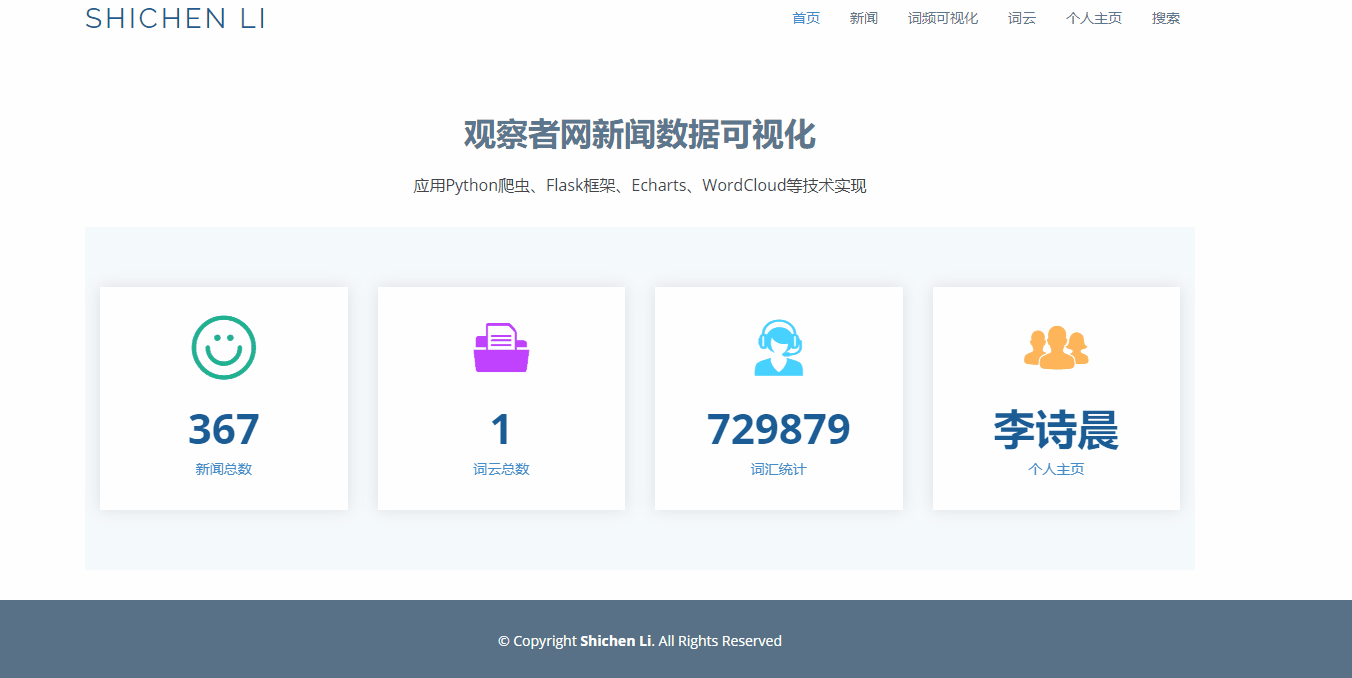 SHICHEN LI
首页 新闻 词频可视化 词云 个人主页 搜索
观察者网新闻数据可视化
应用Python爬虫、Flask框架、Echarts、WordCloud等技术实现
367
新闻总数
1
词云总数
729879
词汇统计
李诗晨
个人主页
© Copyright Shichen Li. All Rights Reserved